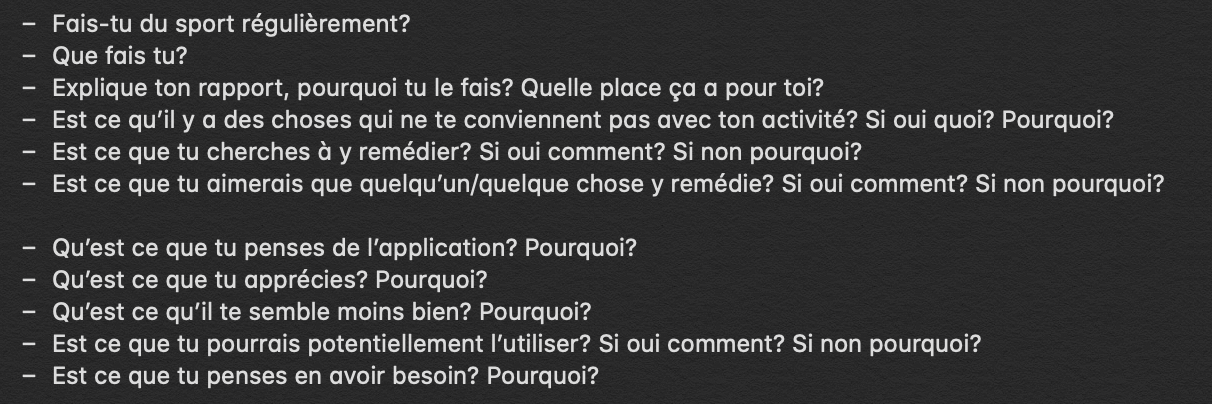 – Fais-tu du sport régulièrement?
– Que fais tu?
– Explique ton rapport, pourquoi tu le fais? Quelle place ça a pour toi?
– Est ce qu’il y a des choses qui ne te conviennent pas avec ton activité? Si oui quoi? Pourquoi?
– Est ce que tu cherches à y remédier? Si oui comment? Si non pourquoi?
– Est ce que tu aimerais que quelqu’un/quelque chose y remédie? Si oui comment? Si non pourquoi?
– Qu’est ce que tu penses de l’application? Pourquoi?
– Qu’est ce que tu apprécies? Pourquoi?
– Qu’est ce qu’il te semble moins bien? Pourquoi?
– Est ce que tu pourrais potentiellement l’utiliser? Si oui comment? Si non pourquoi?
– Est ce que tu penses en avoir besoin? Pourquoi?